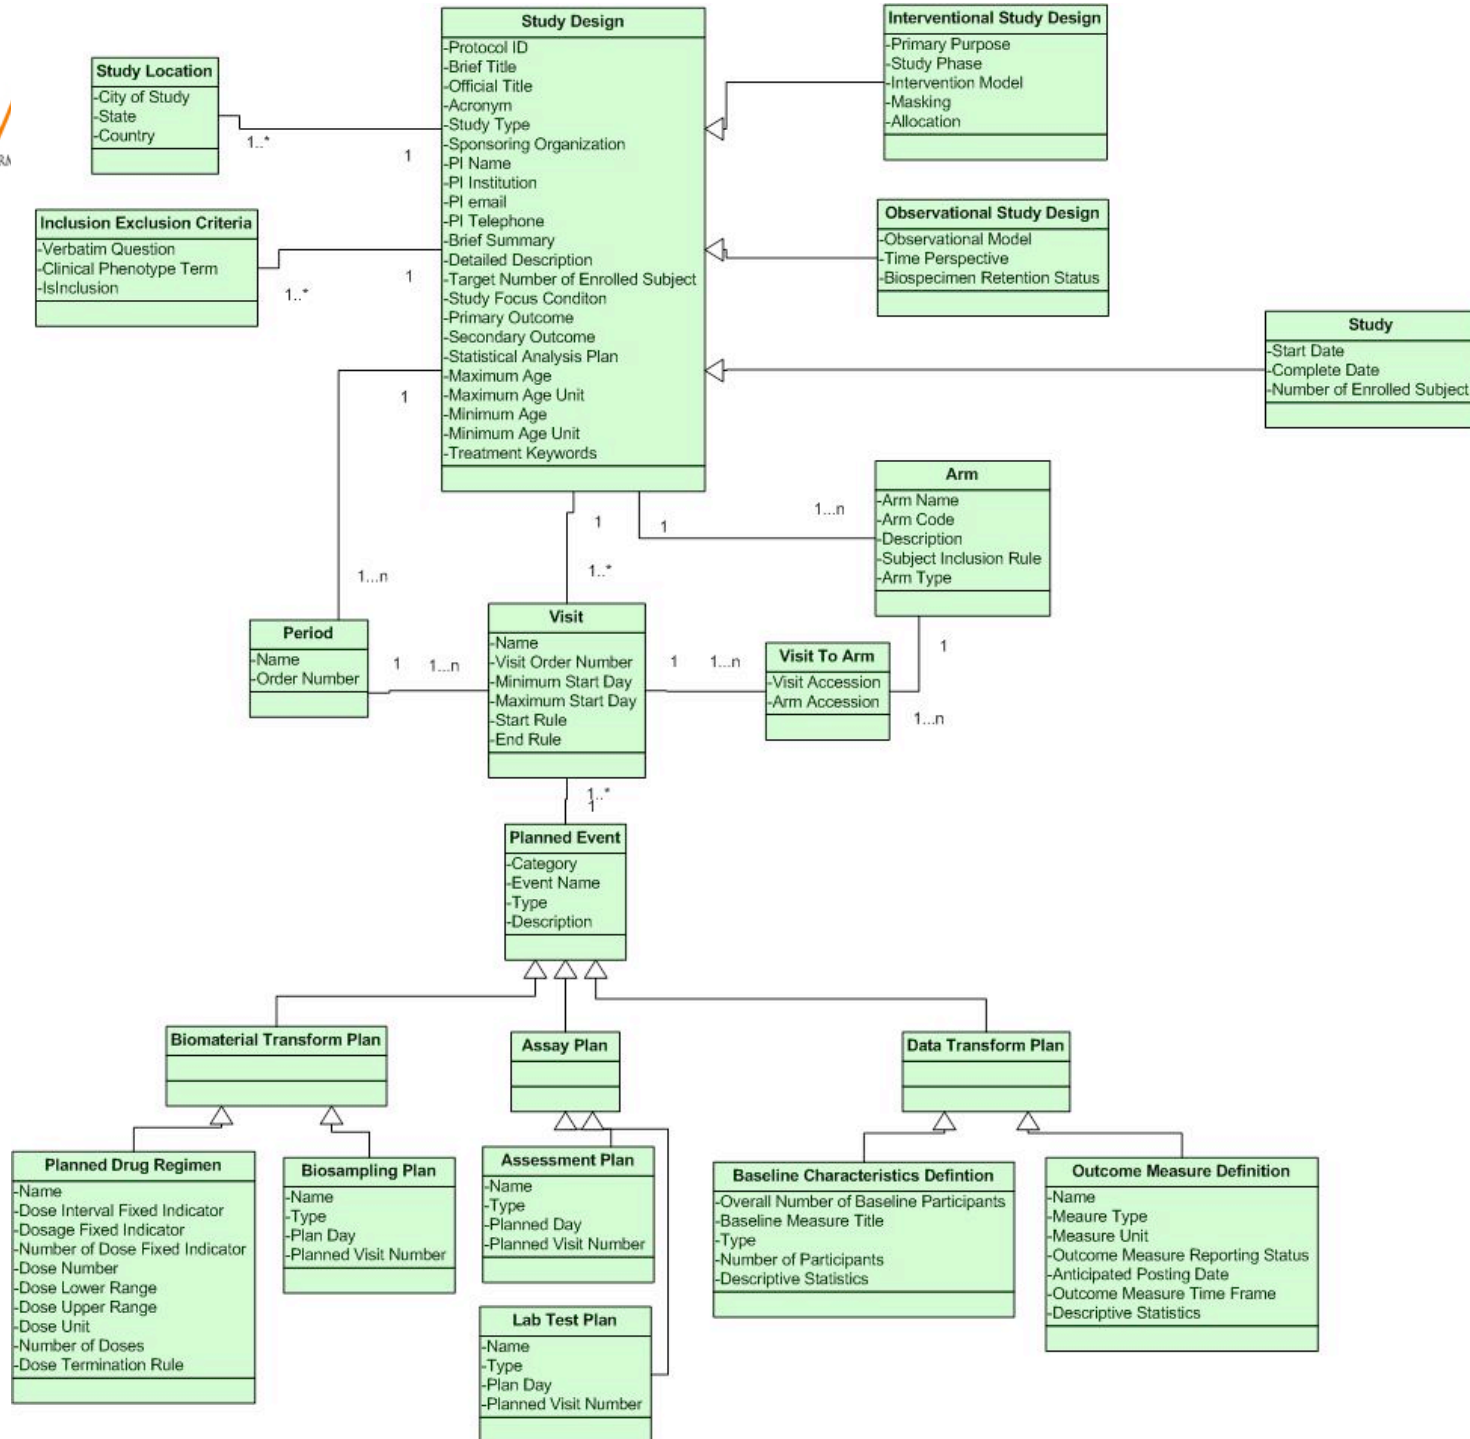 Study Design
-Protocol ID
-Brief Title
-Official Title
-Acronym
-Study Type
-Sponsoring Organization
-PI Name
-PI Institution
-PI email
-PI Telephone
-Brief Summary
-Detailed Description
-Target Number of Enrolled Subject
-Study Focus Conditon
-Primary Outcome
-Secondary Outcome
-Statistical Analysis Plan
-Maximum Age
-Maximum Age Unit
-Minimum Age
-Minimum Age Unit
-Treatment Keywords
Interventional Study Design
-Primary Purpose
-Study Phase
-Intervention Model
-Masking
-Allocation
Study Location
-City of Study
-State
-Country
1..*
1
Inclusion Exclusion Criteria
-Verbatim Question
-Clinical Phenotype Term
-IsInclusion
1..*
1
Observational Study Design
-Observational Model
-Time Perspective
-Biospecimen Retention Status
Study
-Start Date
-Complete Date
-Number of Enrolled Subject
1
1...n
1
1..*
1
1...n
Arm
-Arm Name
-Arm Code
-Description
-Subject Inclusion Rule
-Arm Type
Period
-Name
-Order Number
1
1...n
Visit
-Name
-Visit Order Number
-Minimum Start Day
-Maximum Start Day
-Start Rule
-End Rule
1
1...n
Visit To Arm
-Visit Accession
-Arm Accession
1
1...n
1..*
1
Planned Event
-Category
-Event Name
-Type
-Description
Biomaterial Transform Plan
Assay Plan
Data Transform Plan
Planned Drug Regimen
-Name
-Dose Interval Fixed Indicator
-Dosage Fixed Indicator
-Number of Dose Fixed Indicator
-Dose Number
-Dose Lower Range
-Dose Upper Range
-Dose Unit
-Number of Doses
-Dose Termination Rule
Biosampling Plan
-Name
-Type
-Plan Day
-Planned Visit Number
Assessment Plan
-Name
-Type
-Planned Day
-Planned Visit Number
Lab Test Plan
-Name
-Type
-Plan Day
-Planned Visit Number
Baseline Characteristics Defintion
-Overall Number of Baseline Participants
-Baseline Measure Title
-Type
-Number of Participants
-Descriptive Statistics
Outcome Measure Definition
-Name
-Meaure Type
-Measure Unit
-Outcome Measure Reporting Status
-Anticipated Posting Date
-Outcome Measure Time Frame
-Descriptive Statistics